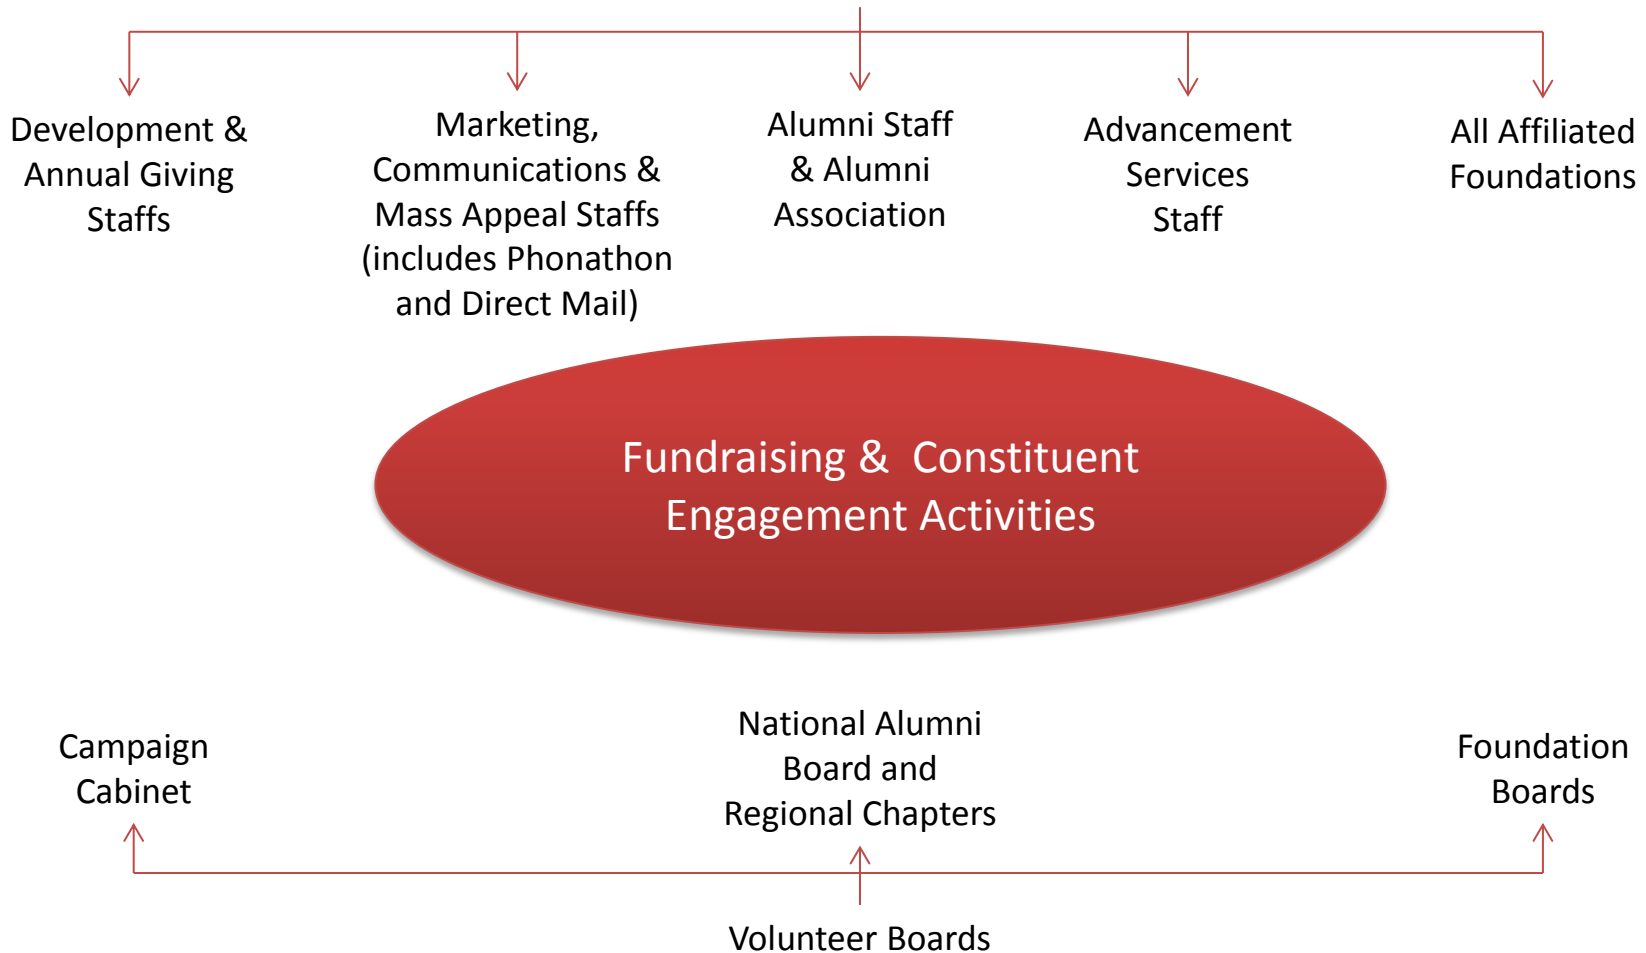 Development &
Annual Giving
Staffs
Marketing,
Communications &
Mass Appeal Staffs
(includes Phonathon
and Direct Mail)
Alumni Staff
& Alumni
Association
Advancement
Services
Staff
All Affiliated
Foundations
Fundraising & Constituent
Engagement Activities
Campaign
Cabinet
National Alumni
Board and
Regional Chapters
Foundation
Boards
Volunteer Boards